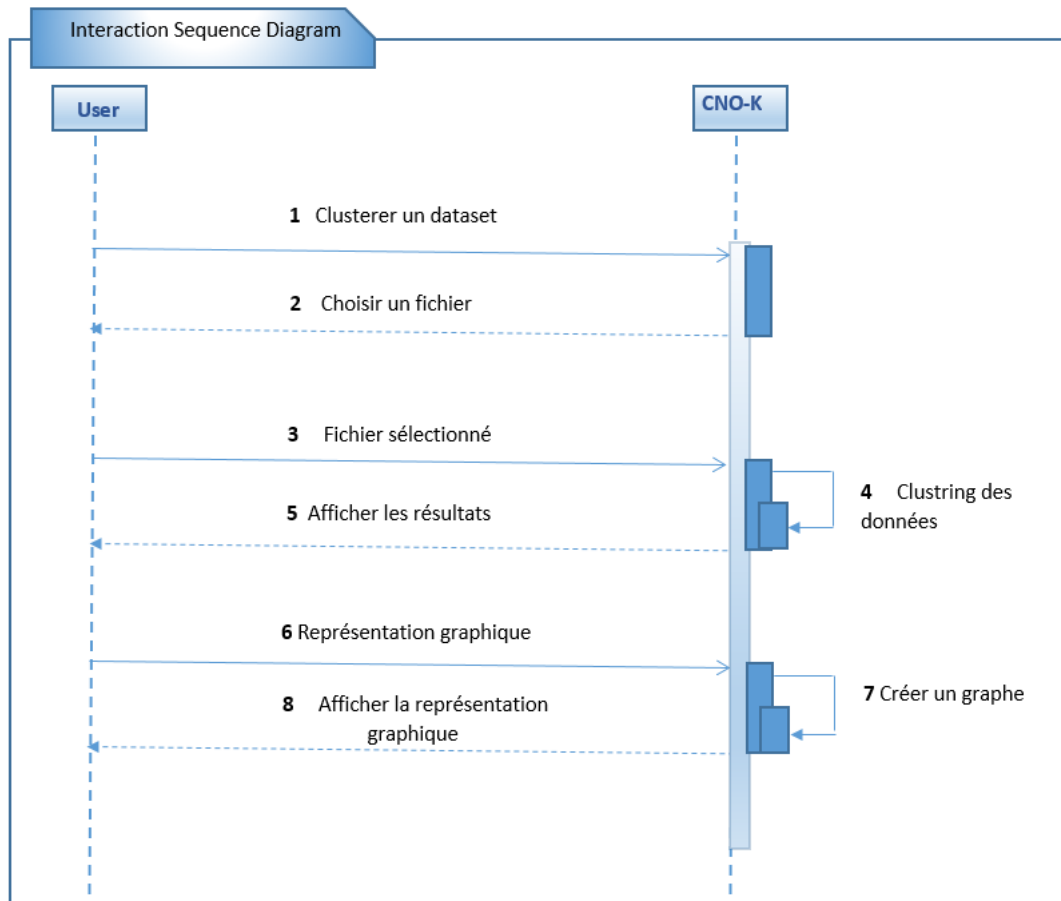 Interaction Sequence Diagram
User
CNO-K
1 Clusterer un dataset
2 Choisir un fichier
3 Fichier sélectionné
4 Clustring des
données
5 Afficher les résultats
6 Représentation graphique
7 Créer un graphe
8 Afficher la représentation
graphique